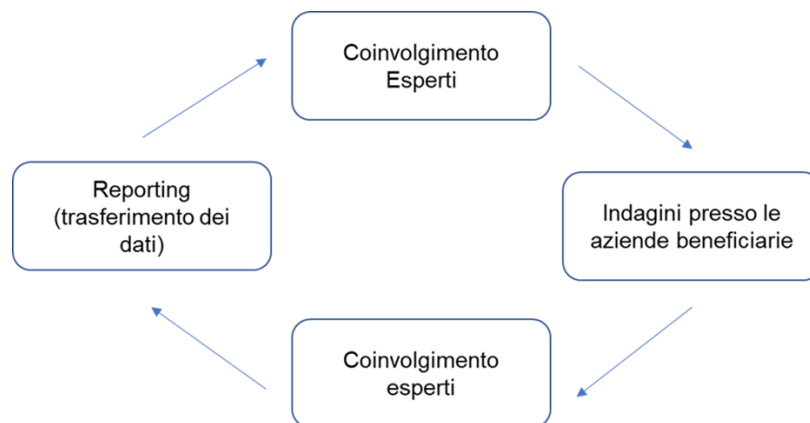 Coinvolgimento
Esperti
Reporting
(trasferimento dei
dati)
Indagini presso le
aziende beneficiarie
Coinvolgimento
esperti